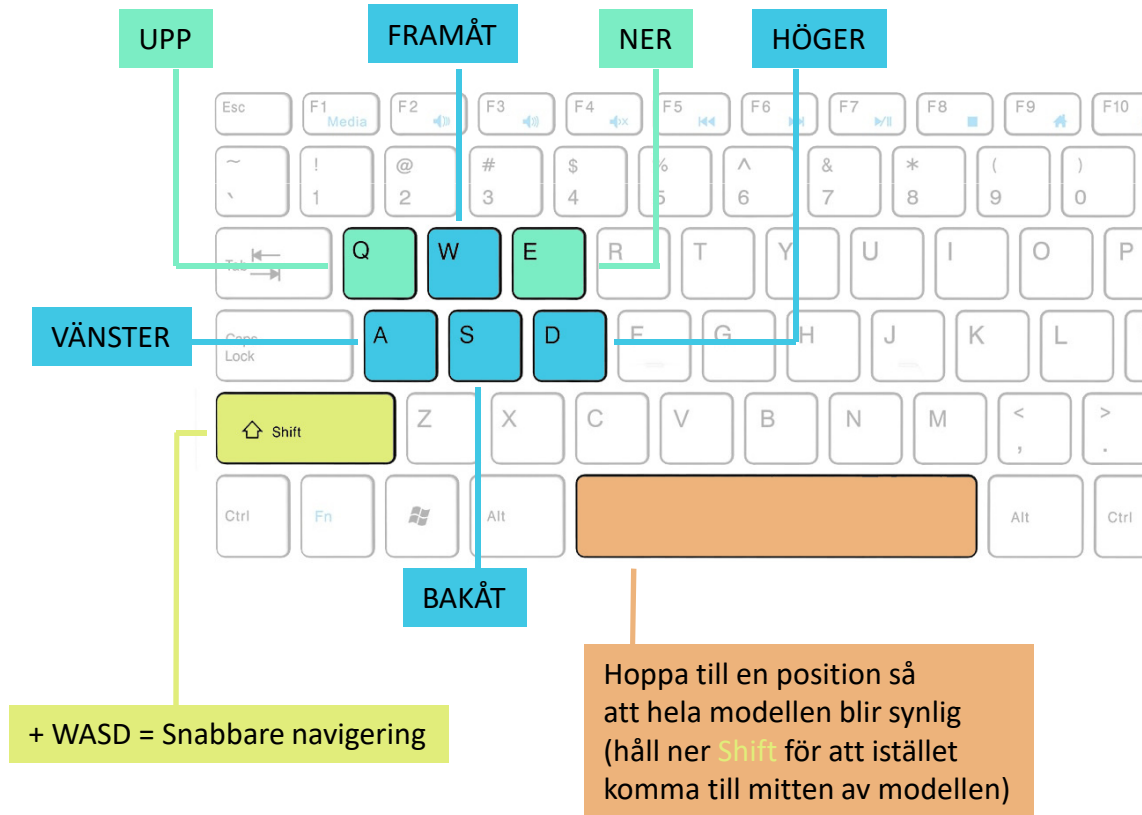 UPP
FRAMÅT
NER
HÖGER
Esc F1 Media F2 F3 F4 F5 F6 F7 F8 F9 F10
~ ` ! 1 @ 2 # 3 $ 4 % 5 ^ 6 & 7 * 8 ( 9 ) 0
Tab Q W E R T Y U I O P
VÄNSTER
Caps Lock A S D F G H J K L
Shift Z X C V B N M < , > .
Ctrl Fn Alt Alt Ctrl
BAKÅT
+ WASD = Snabbare navigering
Hoppa till en position så
att hela modellen blir synlig
(håll ner Shift för att istället
komma till mitten av modellen)